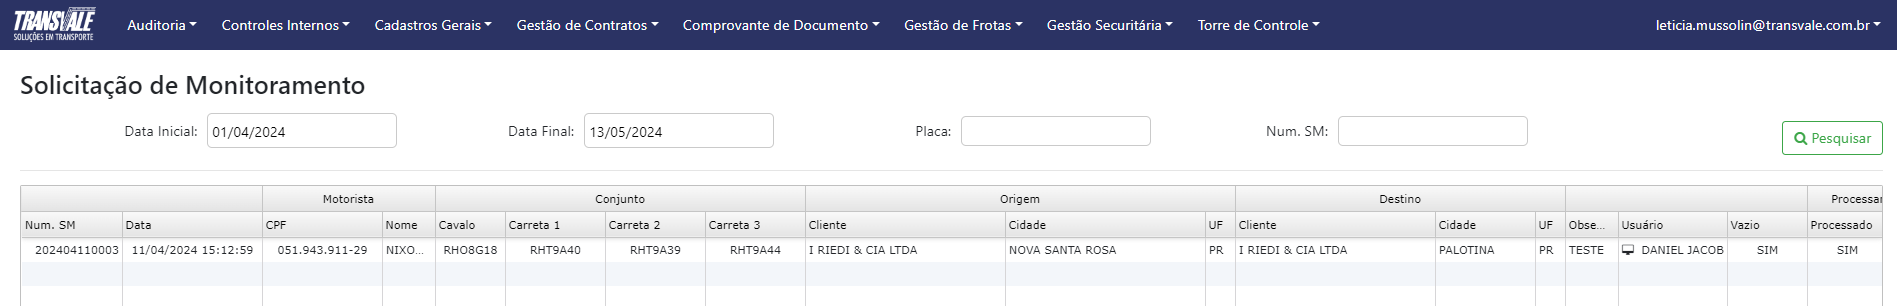 TRANSVALE
SOLUÇÕES EM TRANSPORTE
Auditoria Controles Internos Cadastros Gerais Gestão de Contratos Comprovante de Documento Gestão de Frotas Gestão Securitária Torre de Controle leticia.mussolin@transvale.com.br
Solicitação de Monitoramento
Data Inicial: 01/04/2024 Data Final: 13/05/2024 Placa: Num. SM: Pesquisar
Motorista Conjunto Origem Destino Processar
Num. SM Data CPF Nome Cavalo Carreta 1 Carreta 2 Carreta 3 Cliente Cidade UF Cliente Cidade UF Obse... Usuário Vazio Processado
202404110003 11/04/2024 15:12:59 051.943.911-29 NIXO... RHO8G18 RHT9A40 RHT9A39 RHT9A44 I RIEDI & CIA LTDA NOVA SANTA ROSA PR I RIEDI & CIA LTDA PALOTINA PR TESTE DANIEL JACOB SIM SIM